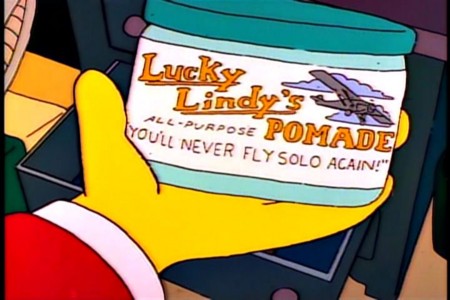 Lucky
Lindy's
ALL-PURPOSE POMADE
YOU'LL NEVER FLY SOLO AGAIN!"